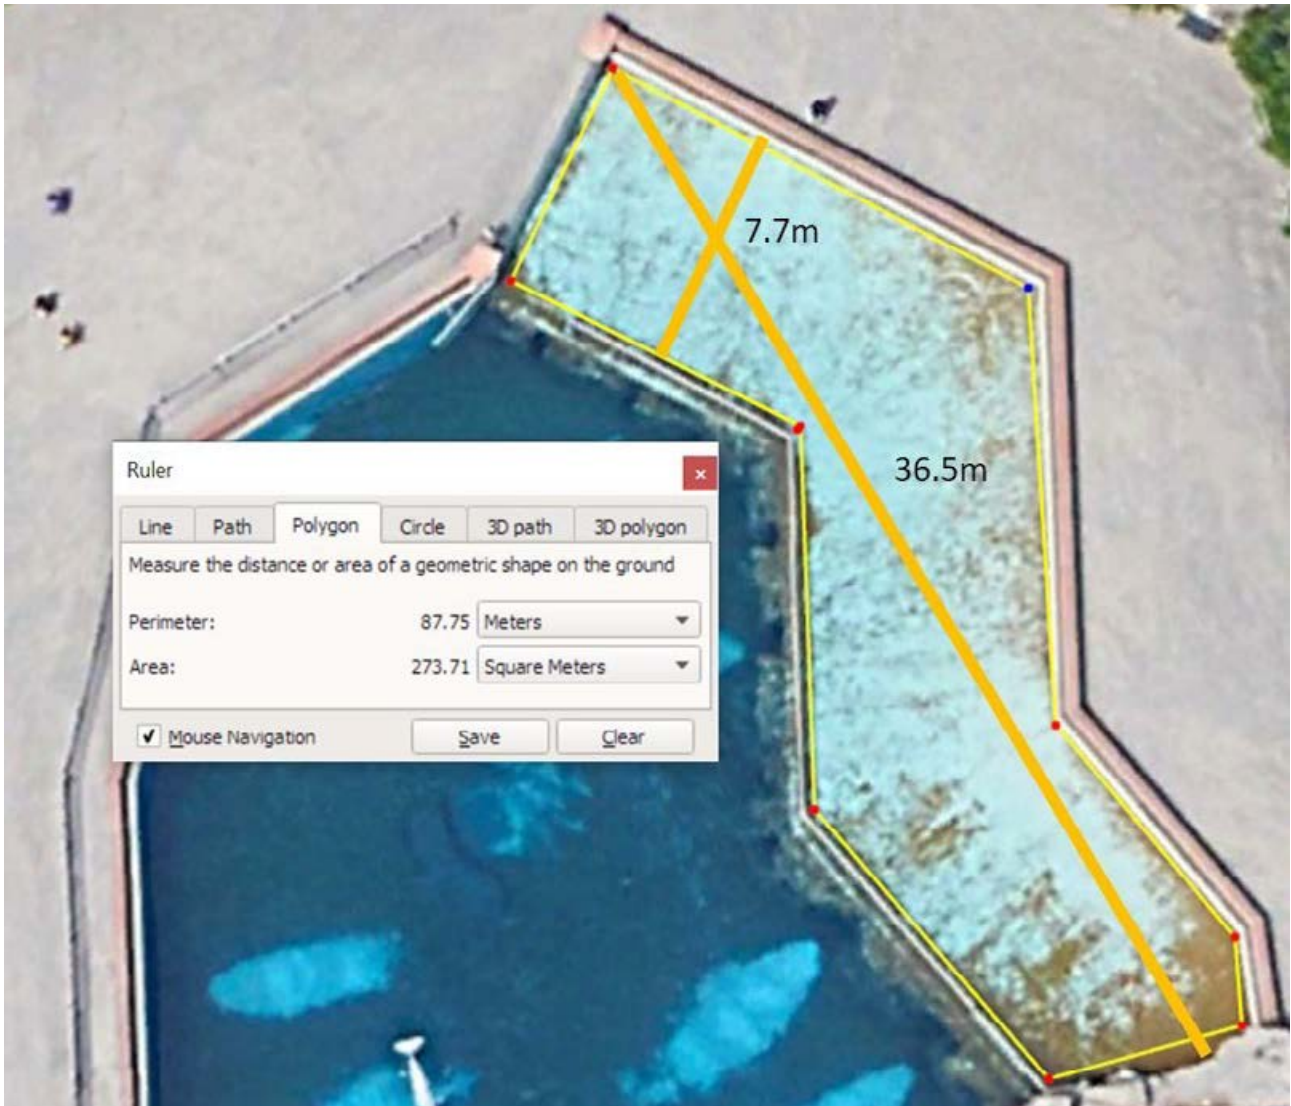 7.7m
36.5m
Ruler
Line Path Polygon Circle 3D path 3D polygon
Measure the distance or area of a geometric shape on the ground
Perimeter: 87.75 Meters
Area: 273.71 Square Meters
Mouse Navigation Save Clear